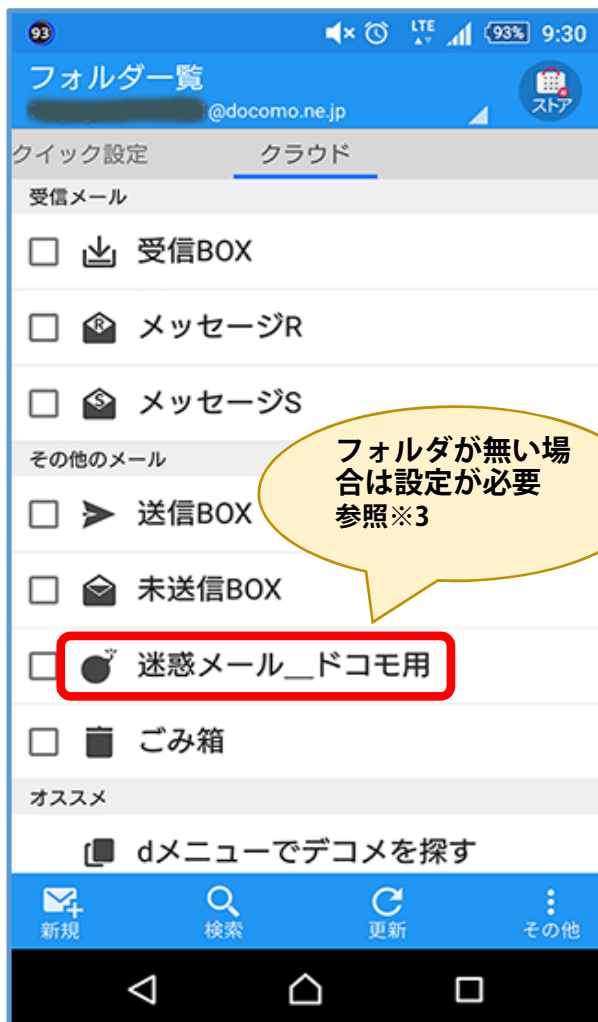 93
LTE
93%
9:30
フォルダ一覧
@docomo.ne.jp
ストア
クイック設定
クラウド
受信メール
受信BOX
R
メッセージR
S
メッセージS
フォルダが無い場
合は設定が必要
参照※3
その他のメール
送信BOX
未送信BOX
迷惑メール__ドコモ用
ごみ箱
オススメ
dメニューでデコメを探す
新規
検索
更新
その他